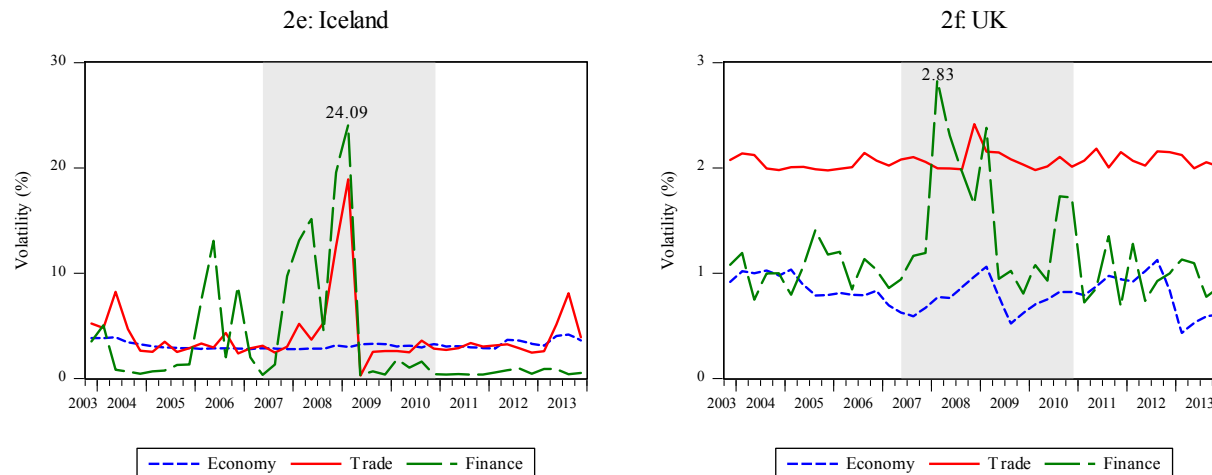 2e: Iceland
30
20
10
0
Volatility (%)
24.09
2003 2004 2005 2006 2007 2008 2009 2010 2011 2012 2013
Economy Trade Finance
2f: UK
3
2
1
0
Volatility (%)
2.83
2003 2004 2005 2006 2007 2008 2009 2010 2011 2012 2013
Economy Trade Finance